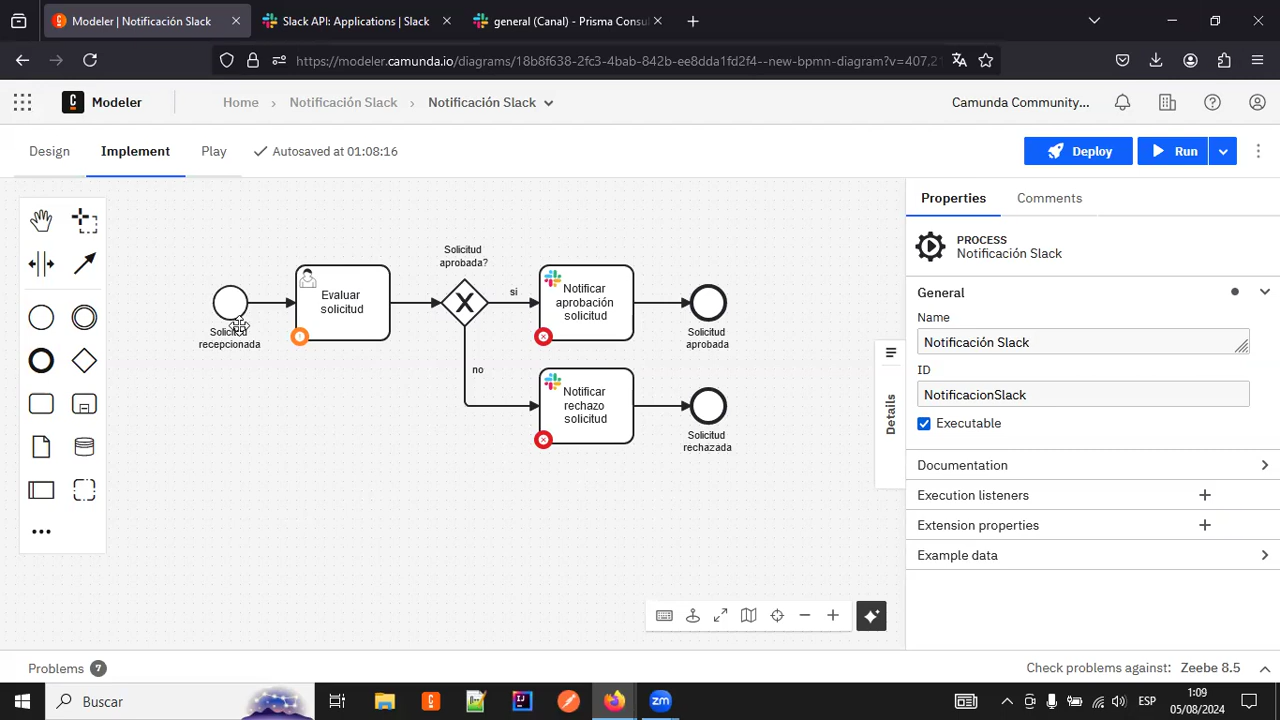 Modeler | Notificación Slack
Slack API: Applications | Slack
general (Canal) - Prisma Consul
https://modeler.camunda.io/diagrams/18b8f638-2fc3-4bab-842b-ee8dda1fd2f4--new-bpmn-diagram?v=407,21
Modeler
Home > Notificación Slack > Notificación Slack
Camunda Community...
Design
Implement
Play
Autosaved at 01:08:16
Deploy
Run
Properties
Comments
PROCESS
Notificación Slack
General
Name
Notificación Slack
ID
NotificacionSlack
Executable
Documentation
Execution listeners
Extension properties
Example data
Details
Solicitud
recepcionada
Evaluar
solicitud
Solicitud
aprobada?
si
no
Notificar
aprobación
solicitud
Solicitud
aprobada
Notificar
rechazo
solicitud
Solicitud
rechazada
Problems 7
Check problems against: Zeebe 8.5
Buscar
zm
ESP
1:09
05/08/2024